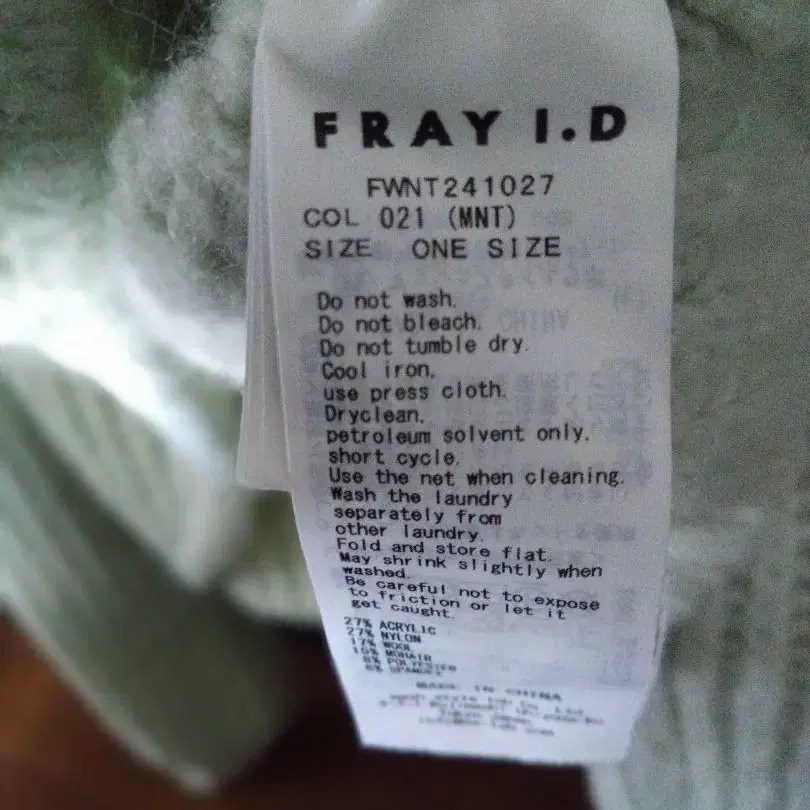 FRAY I.D
FWNT241027
COL 021 (MNT)
SIZE ONE SIZE
Do not wash.
Do not bleach.
Do not tumble dry.
Cool iron,
use press cloth.
Dryclean,
petroleum solvent only,
short cycle.
Use the net when cleaning.
Wash the laundry
separately from
other laundry.
Fold and store flat.
May shrink slightly when
washed.
Be careful not to expose
to friction or let it
get caught.
27% ACRYLIC
27% NYLON
17% WOOL
MOHAIR
POLYESTER
SPANDEX
MADE IN CHINA